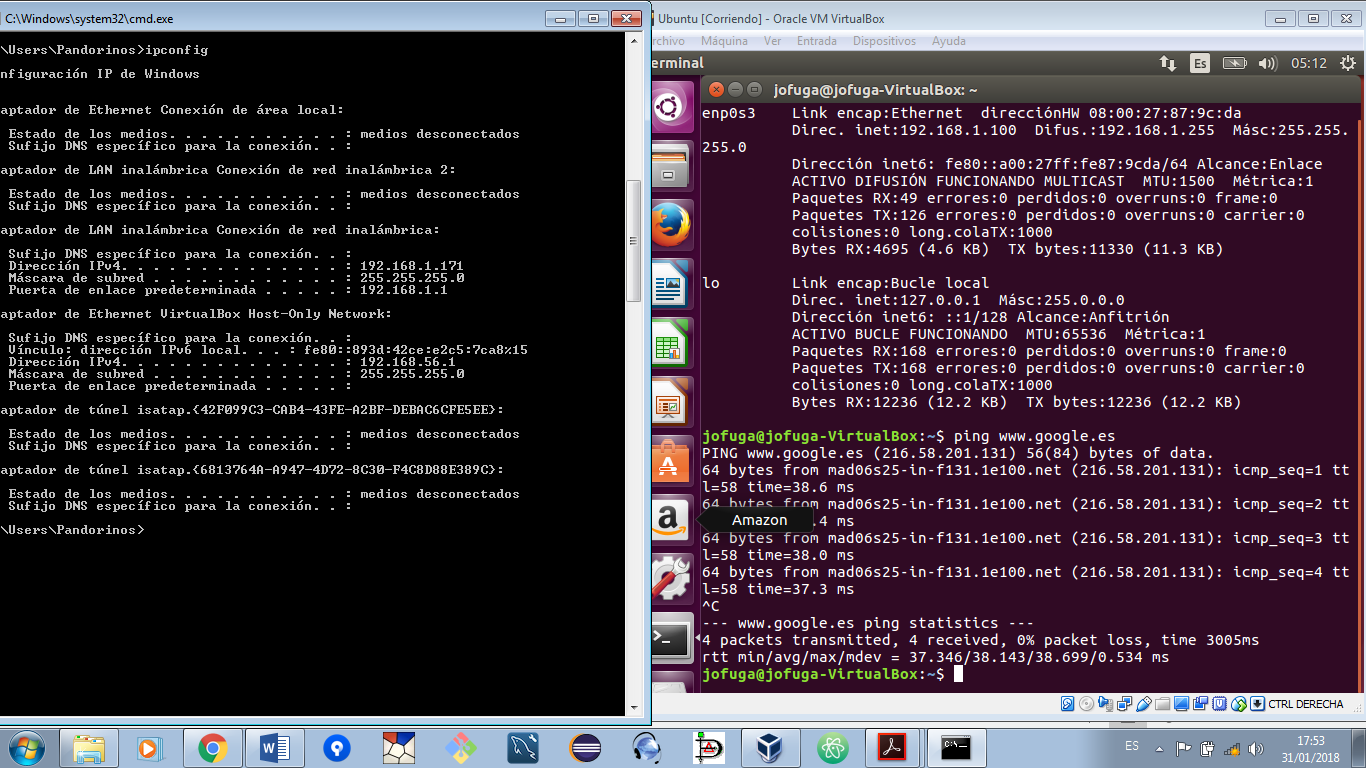 C:\Windows\system32\cmd.exe
\Users\Pandorinos>ipconfig
nfiguración IP de Windows
aptador de Ethernet Conexión de área local:
Estado de los medios. . . . . . . . . . . : medios desconectados
Sufijo DNS específico para la conexión. . :
aptador de LAN inalámbrica Conexión de red inalámbrica 2:
Estado de los medios. . . . . . . . . . . : medios desconectados
Sufijo DNS específico para la conexión. . :
aptador de LAN inalámbrica Conexión de red inalámbrica:
Sufijo DNS específico para la conexión. . :
Dirección IPv4. . . . . . . . . . . . . . : 192.168.1.171
Máscara de subred . . . . . . . . . . . . : 255.255.255.0
Puerta de enlace predeterminada . . . . . : 192.168.1.1
aptador de Ethernet VirtualBox Host-Only Network:
Sufijo DNS específico para la conexión. . :
Vínculo: dirección IPv6 local. . . : fe80::893d:42ce:e2c5:7ca8%15
Dirección IPv4. . . . . . . . . . . . . . : 192.168.56.1
Máscara de subred . . . . . . . . . . . . : 255.255.255.0
Puerta de enlace predeterminada . . . . . :
aptador de túnel isatap.{42F099C3-CAB4-43FE-A2BF-DEBAC6CFE5EE}:
Estado de los medios. . . . . . . . . . . : medios desconectados
Sufijo DNS específico para la conexión. . :
aptador de túnel isatap.{6813764A-A947-4D72-8C30-F4C8D88E389C}:
Estado de los medios. . . . . . . . . . . : medios desconectados
Sufijo DNS específico para la conexión. . :
\Users\Pandorinos>
Ubuntu [Corriendo] - Oracle VM VirtualBox
rchivo Máquina Ver Entrada Dispositivos Ayuda
erminal Es 05:12
jofuga@jofuga-VirtualBox: ~
enp0s3 Link encap:Ethernet direcciónHW 08:00:27:87:9c:da
Direc. inet:192.168.1.100 Difus.:192.168.1.255 Másc:255.255.
255.0
Dirección inet6: fe80::a00:27ff:fe87:9cda/64 Alcance:Enlace
ACTIVO DIFUSIÓN FUNCIONANDO MULTICAST MTU:1500 Métrica:1
Paquetes RX:49 errores:0 perdidos:0 overruns:0 frame:0
Paquetes TX:126 errores:0 perdidos:0 overruns:0 carrier:0
colisiones:0 long.colaTX:1000
Bytes RX:4695 (4.6 KB) TX bytes:11330 (11.3 KB)
lo Link encap:Bucle local
Direc. inet:127.0.0.1 Másc:255.0.0.0
Dirección inet6: ::1/128 Alcance:Anfitrión
ACTIVO BUCLE FUNCIONANDO MTU:65536 Métrica:1
Paquetes RX:168 errores:0 perdidos:0 overruns:0 frame:0
Paquetes TX:168 errores:0 perdidos:0 overruns:0 carrier:0
colisiones:0 long.colaTX:1000
Bytes RX:12236 (12.2 KB) TX bytes:12236 (12.2 KB)
jofuga@jofuga-VirtualBox:~$ ping www.google.es
PING www.google.es (216.58.201.131) 56(84) bytes of data.
64 bytes from mad06s25-in-f131.1e100.net (216.58.201.131): icmp_seq=1 tt
l=58 time=38.6 ms
64 bytes from mad06s25-in-f131.1e100.net (216.58.201.131): icmp_seq=2 tt
Amazon .4 ms
64 bytes from mad06s25-in-f131.1e100.net (216.58.201.131): icmp_seq=3 tt
l=58 time=38.0 ms
64 bytes from mad06s25-in-f131.1e100.net (216.58.201.131): icmp_seq=4 tt
l=58 time=37.3 ms
^C
--- www.google.es ping statistics ---
4 packets transmitted, 4 received, 0% packet loss, time 3005ms
rtt min/avg/max/mdev = 37.346/38.143/38.699/0.534 ms
jofuga@jofuga-VirtualBox:~$
CTRL DERECHA
ES 17:53
31/01/2018